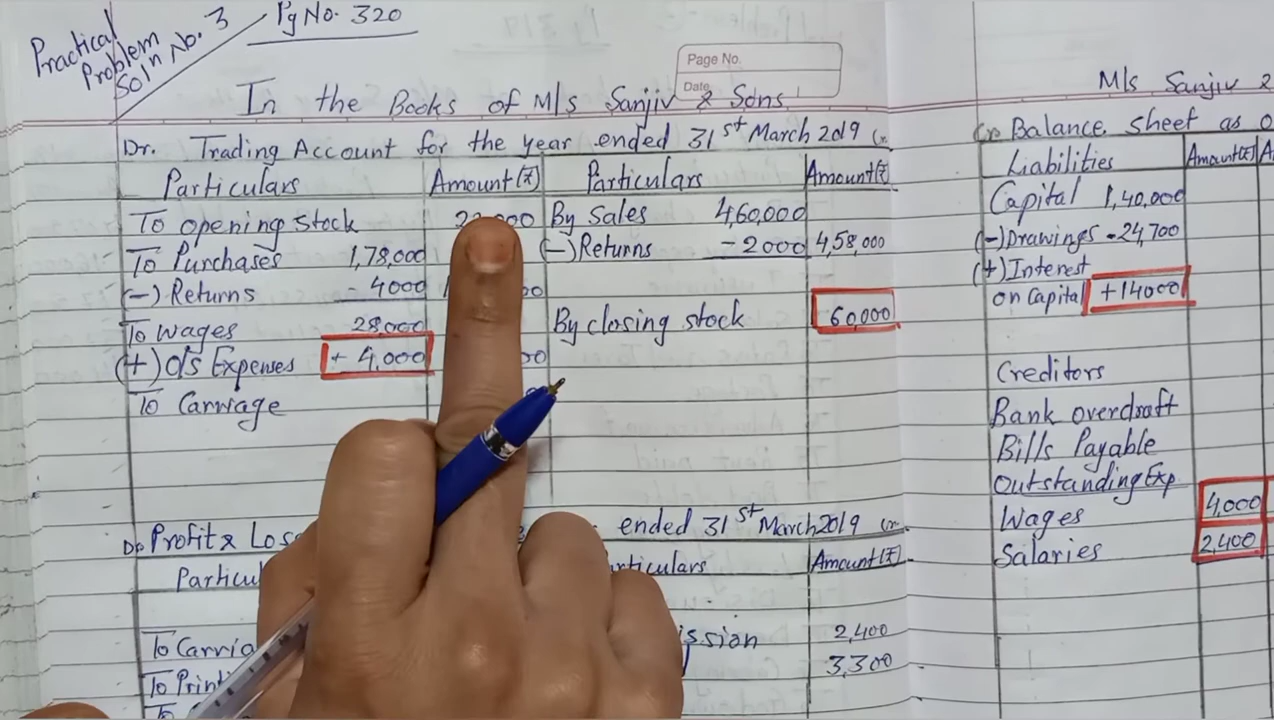 Practical
Problem
Soln No. 3
Pg No. 320
Page No.
Date
In the Books of M/s Sanjiv & Sons
Dr. Trading Account for the year ended 31st March 2019 Cr.
Particulars Amount(₹) Particulars Amount(₹)
To opening stock By Sales 460,000
To Purchases 1,78,000 (-) Returns - 2000 4,58,000
(-) Returns - 4000
To Wages 28,000 By closing stock 60,000
(+) O/s Expenses + 4,000
To Carriage
Dr. Profit & ended 31st March 2019 Cr.
Amount(₹)
2,400
To 3,300
M/s Sanjiv &
Balance Sheet as
Liabilities Amount(₹)
Capital 1,40,000
(-) Drawings - 24,700
(+) Interest
on Capital +14000
Creditors
Bank overdraft
Bills Payable
Outstanding Exp.
Wages 4,000
Salaries 2,400